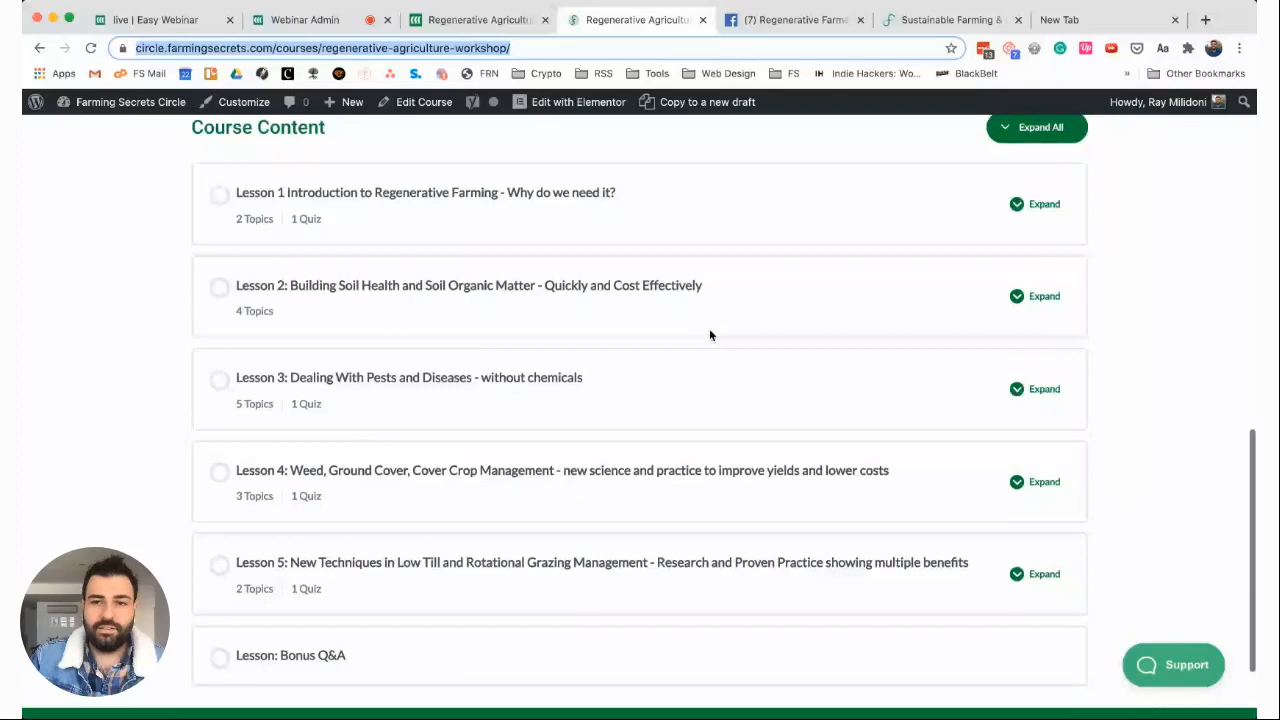 live | Easy Webinar
Webinar Admin
Regenerative Agricultu
Regenerative Agricultu
(7) Regenerative Farme
Sustainable Farming &
New Tab
circle.farmingsecrets.com/courses/regenerative-agriculture-workshop/
13
7
Up
Aa
Apps
FS Mail
22
FRN
Crypto
RSS
Tools
Web Design
FS
IH Indie Hackers: Wo...
BlackBelt
»
Other Bookmarks
Farming Secrets Circle
Customize
0
New
Edit Course
Edit with Elementor
Copy to a new draft
Howdy, Ray Milidoni
Course Content
Expand All
Lesson 1 Introduction to Regenerative Farming - Why do we need it?
2 Topics | 1 Quiz
Expand
Lesson 2: Building Soil Health and Soil Organic Matter - Quickly and Cost Effectively
4 Topics
Expand
Lesson 3: Dealing With Pests and Diseases - without chemicals
5 Topics | 1 Quiz
Expand
Lesson 4: Weed, Ground Cover, Cover Crop Management - new science and practice to improve yields and lower costs
3 Topics | 1 Quiz
Expand
Lesson 5: New Techniques in Low Till and Rotational Grazing Management - Research and Proven Practice showing multiple benefits
2 Topics | 1 Quiz
Expand
Lesson: Bonus Q&A
Support